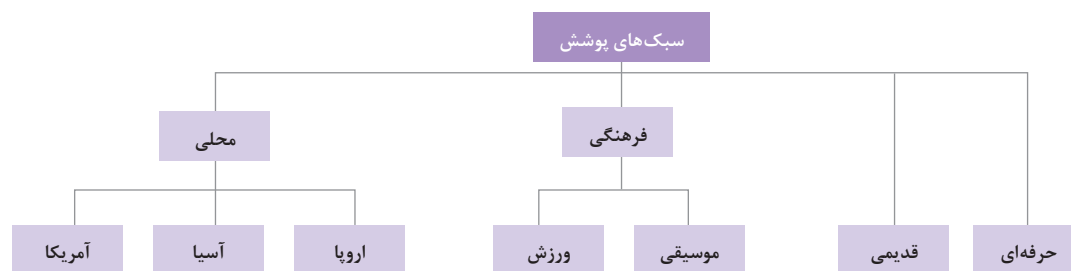 سبک‌های پوشش
فرهنگی
محلی
حرفه‌ای
قدیمی
موسیقی
ورزش
اروپا
آسیا
آمریکا